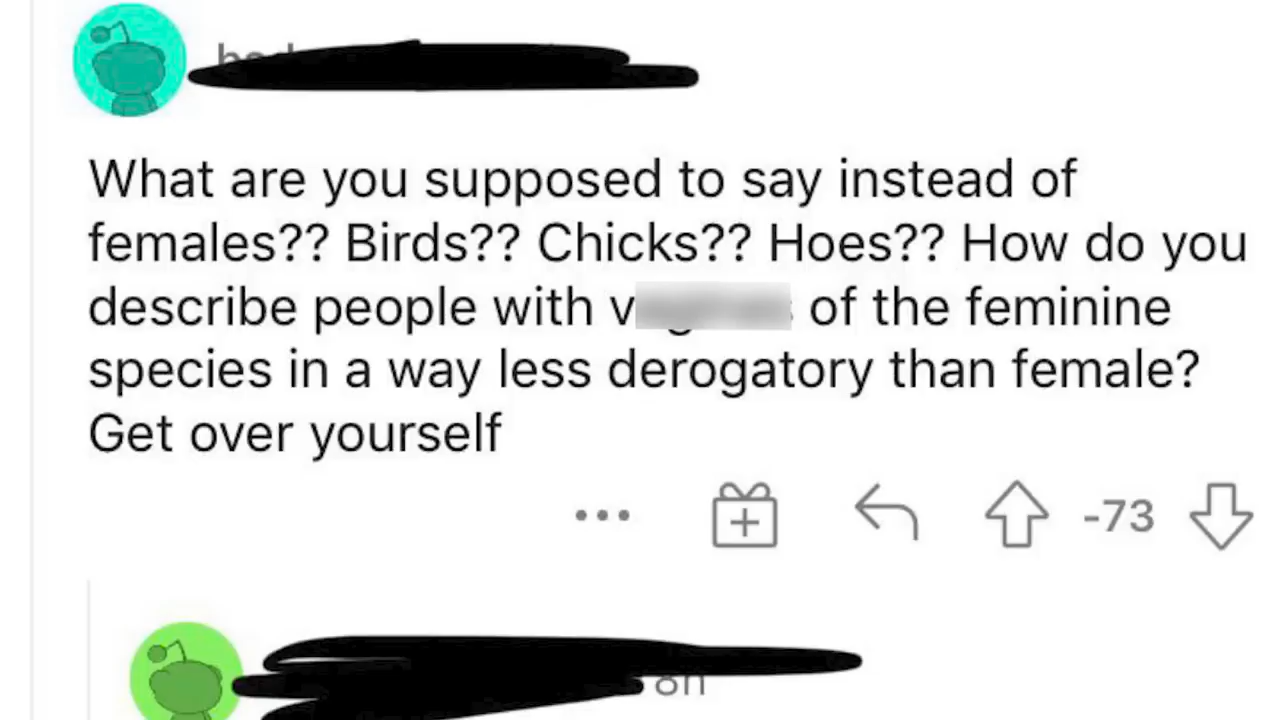 What are you supposed to say instead of
females?? Birds?? Chicks?? Hoes?? How do you
describe people with v of the feminine
species in a way less derogatory than female?
Get over yourself
-73
8h